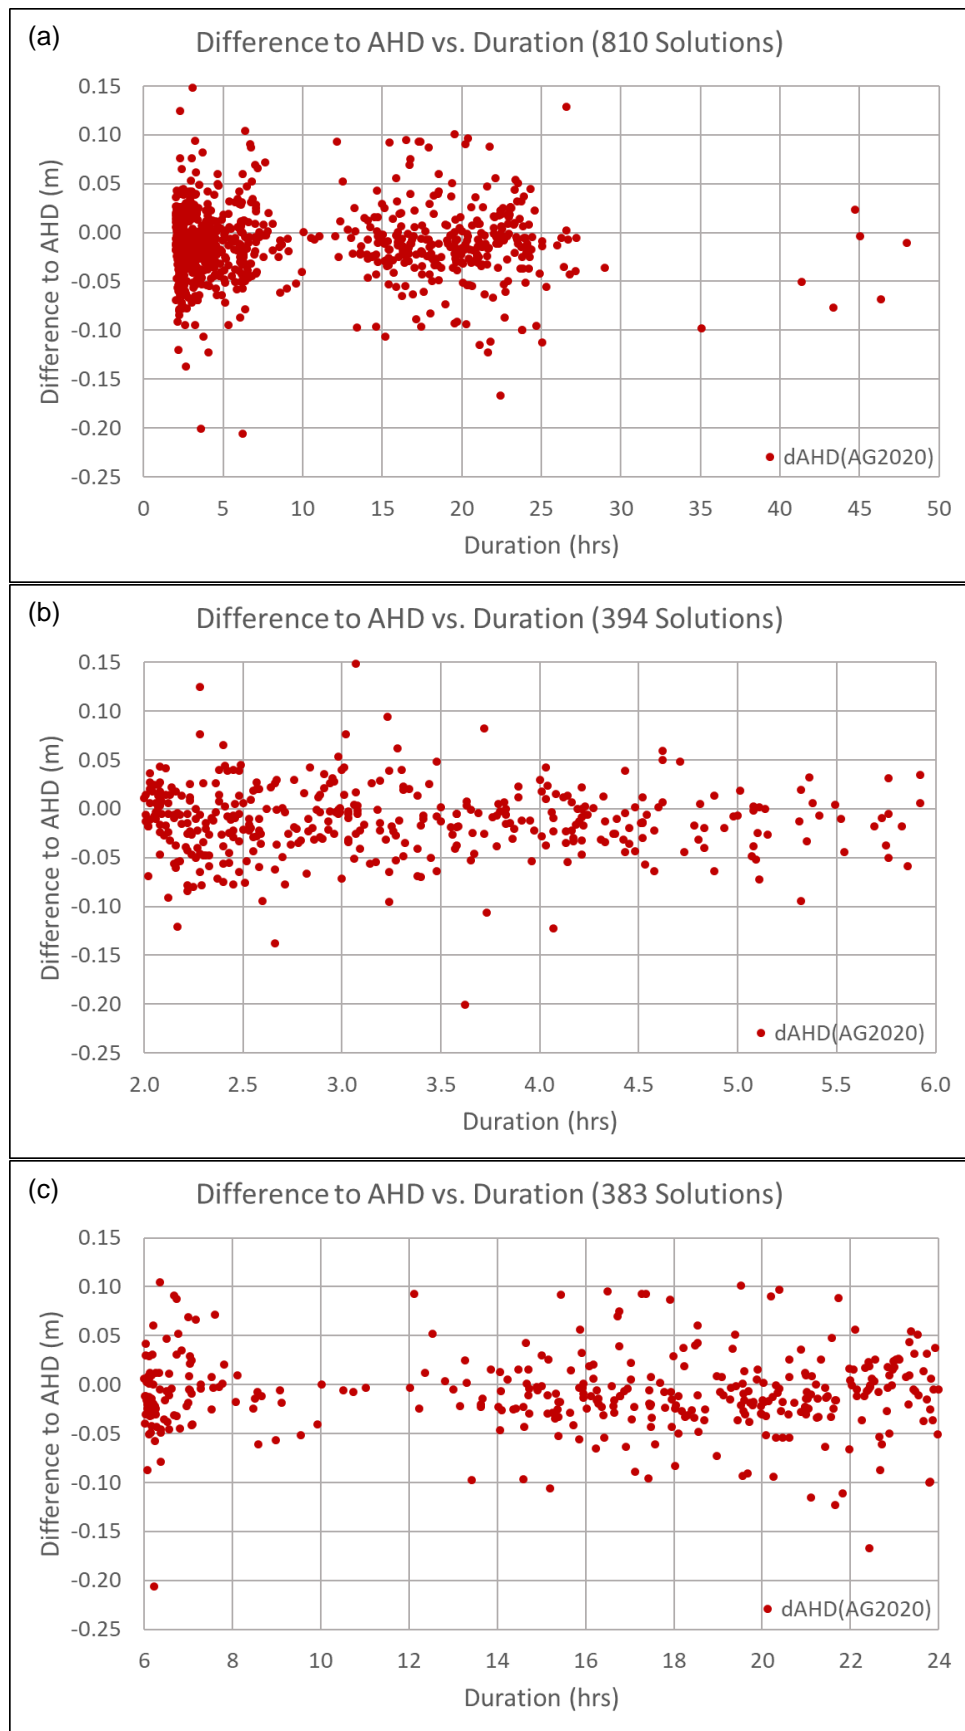 (a)
Difference to AHD vs. Duration (810 Solutions)
Difference to AHD (m)
0.15
0.10
0.05
0.00
-0.05
-0.10
-0.15
-0.20
-0.25
dAHD(AG2020)
0 5 10 15 20 25 30 35 40 45 50
Duration (hrs)
(b)
Difference to AHD vs. Duration (394 Solutions)
Difference to AHD (m)
0.15
0.10
0.05
0.00
-0.05
-0.10
-0.15
-0.20
-0.25
dAHD(AG2020)
2.0 2.5 3.0 3.5 4.0 4.5 5.0 5.5 6.0
Duration (hrs)
(c)
Difference to AHD vs. Duration (383 Solutions)
Difference to AHD (m)
0.15
0.10
0.05
0.00
-0.05
-0.10
-0.15
-0.20
-0.25
dAHD(AG2020)
6 8 10 12 14 16 18 20 22 24
Duration (hrs)